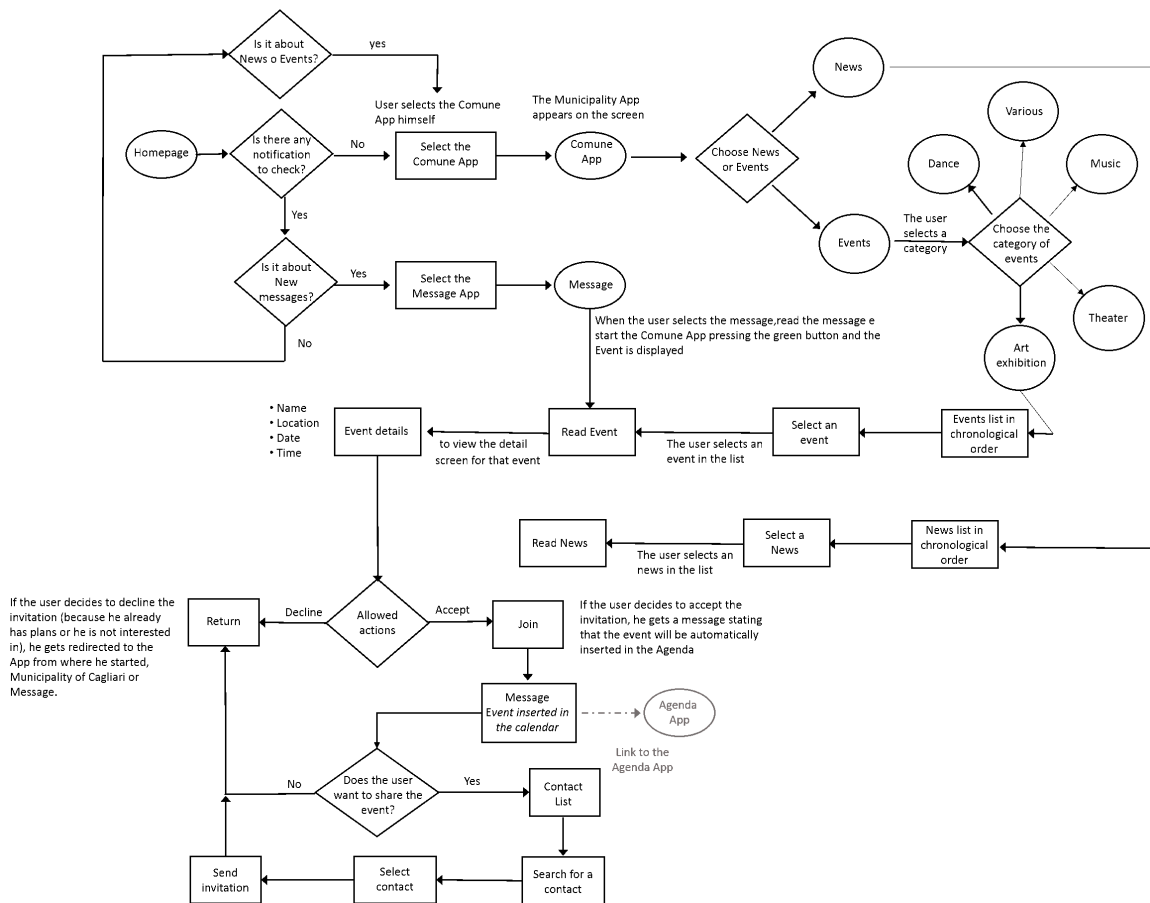 Is it about
News o Events?
yes
User selects the Comune
App himself
The Municipality App
appears on the screen
News
Various
Homepage
Is there any
notification
to check?
No
Select the
Comune App
Comune
App
Choose News
or Events
Dance
Music
Yes
Events
The user
selects a
category
Choose the
category of
events
Is it about
New
messages?
Yes
Select the
Message App
Message
Theater
No
When the user selects the message,read the message e
start the Comune App pressing the green button and the
Event is displayed
Art
exhibition
• Name
• Location
• Date
• Time
Event details
to view the detail
screen for that event
Read Event
The user selects an
event in the list
Select an
event
Events list in
chronological
order
Read News
The user selects an
news in the list
Select a
News
News list in
chronological
order
If the user decides to decline the
invitation (because he already
has plans or he is not interested
in), he gets redirected to the
App from where he started,
Municipality of Cagliari or
Message.
Return
Decline
Allowed
actions
Accept
Join
If the user decides to accept the
invitation, he gets a message stating
that the event will be automatically
inserted in the Agenda
Message
Event inserted in
the calendar
Agenda
App
Link to the
Agenda App
No
Does the user
want to share the
event?
Yes
Contact
List
Send
invitation
Select
contact
Search for a
contact